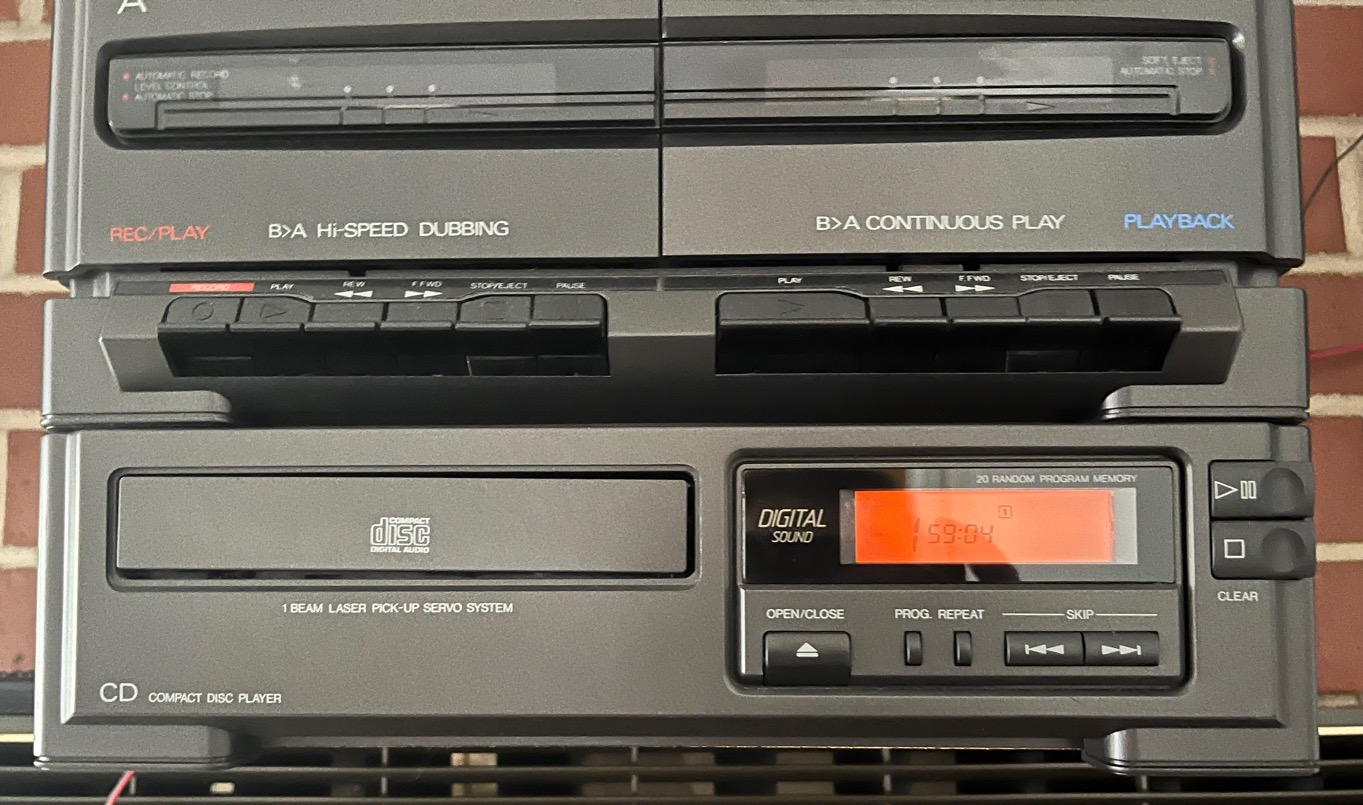 A
AUTOMATIC RECORD
LEVEL CONTROL
AUTOMATIC STOP
SOFT EJECT
AUTOMATIC STOP
REC/PLAY
B>A Hi-SPEED DUBBING
B>A CONTINUOUS PLAY
PLAYBACK
RECORD PLAY REW F.FWD STOP/EJECT PAUSE
PLAY REW F.FWD STOP/EJECT PAUSE
COMPACT
disc
DIGITAL AUDIO
1 BEAM LASER PICK-UP SERVO SYSTEM
CD COMPACT DISC PLAYER
20 RANDOM PROGRAM MEMORY
DIGITAL
SOUND
1
1 59:04
OPEN/CLOSE PROG. REPEAT SKIP
CLEAR